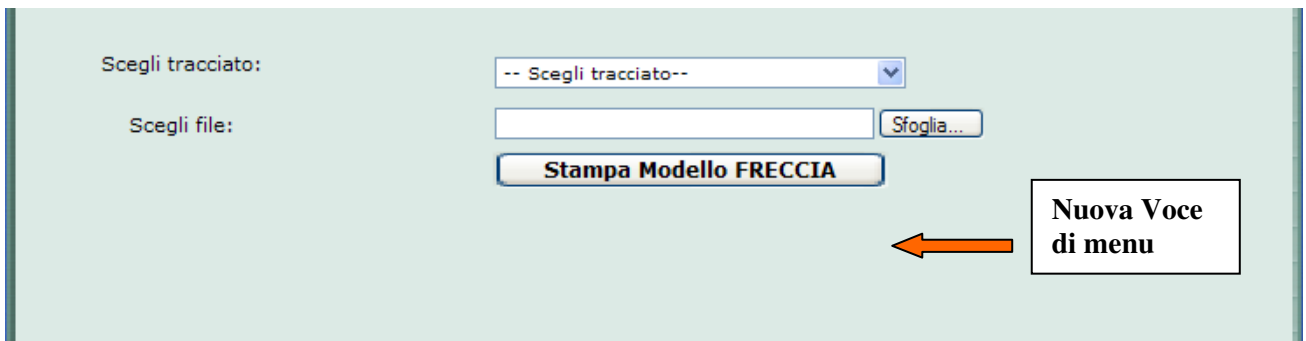 Scegli tracciato:
-- Scegli tracciato--
Scegli file:
Sfoglia...
Stampa Modello FRECCIA
Nuova Voce
di menu